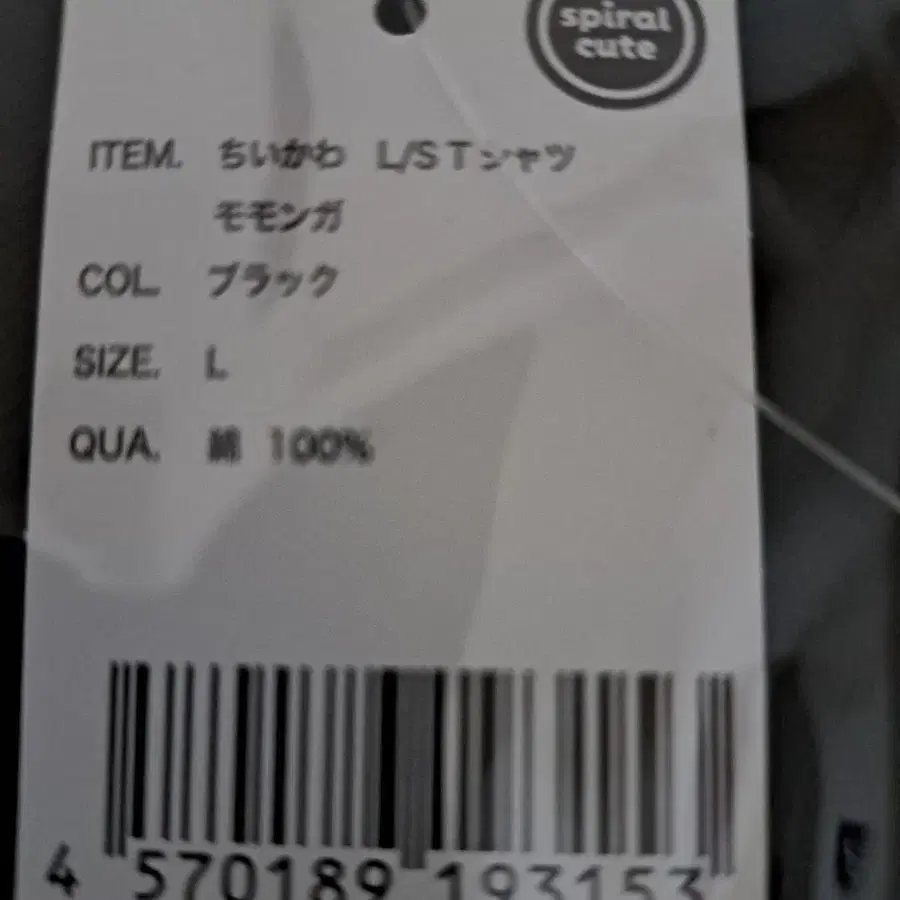 spiral
cute
ITEM. ちいかわ L/S Tシャツ
モモンガ
COL. ブラック
SIZE. L
QUA. 綿 100%
4 570189 193153